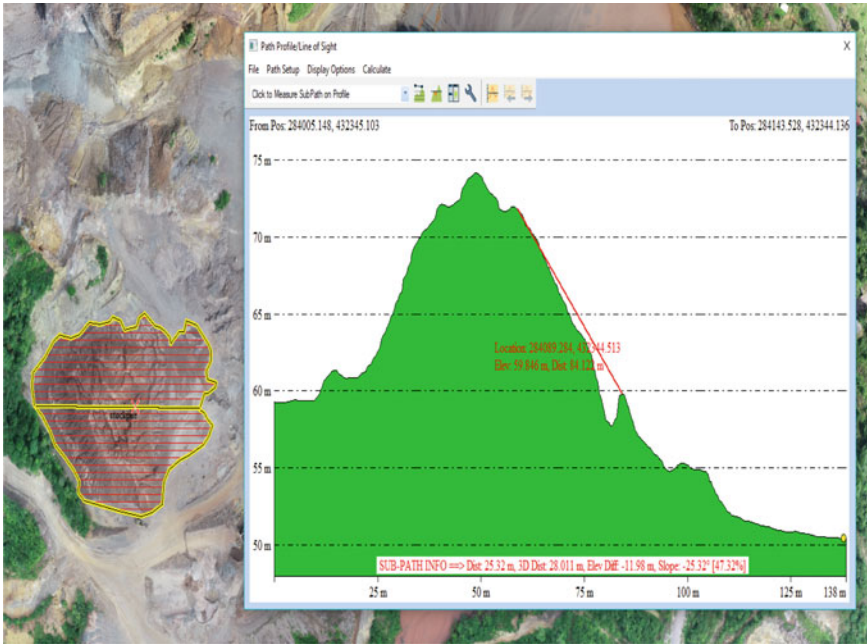 Path Profile/Line of Sight
X
File Path Setup Display Options Calculate
Click to Measure SubPath on Profile
From Pos: 284005.148, 432345.103
To Pos: 284143.528, 432344.136
75 m
70 m
65 m
Location: 284089.284, 432344.513
Elev: 59.846 m, Dist: 84.122 m
60 m
55 m
50 m
SUB-PATH INFO ==> Dist: 25.32 m, 3D Dist: 28.011 m, Elev Diff: -11.98 m, Slope: -25.32° [47.32%]
25 m
50 m
75 m
100 m
125 m
138 m